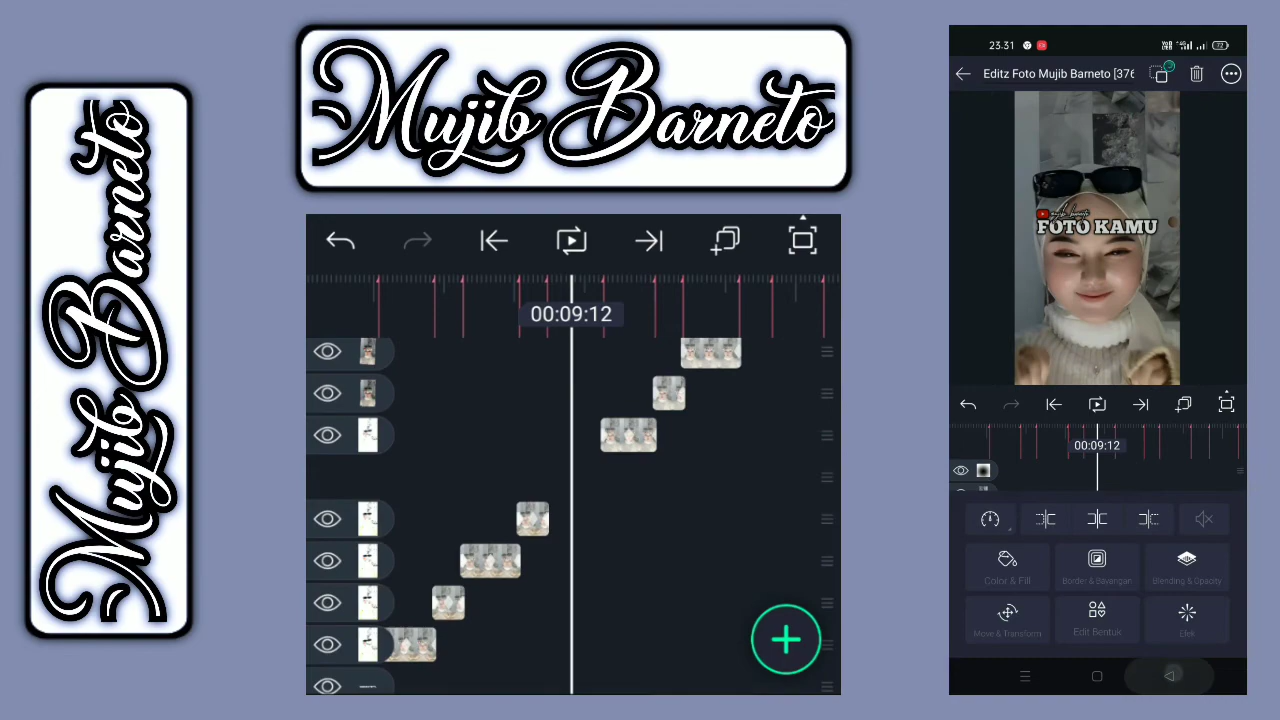 Mujib Barneto
Mujib Barneto
00:09:12
23.31
Editz Foto Mujib Barneto [376
FOTO KAMU
00:09:12
Color & Fill
Border & Bayangan
Blending & Opacity
Move & Transform
Edit Bentuk
Efek